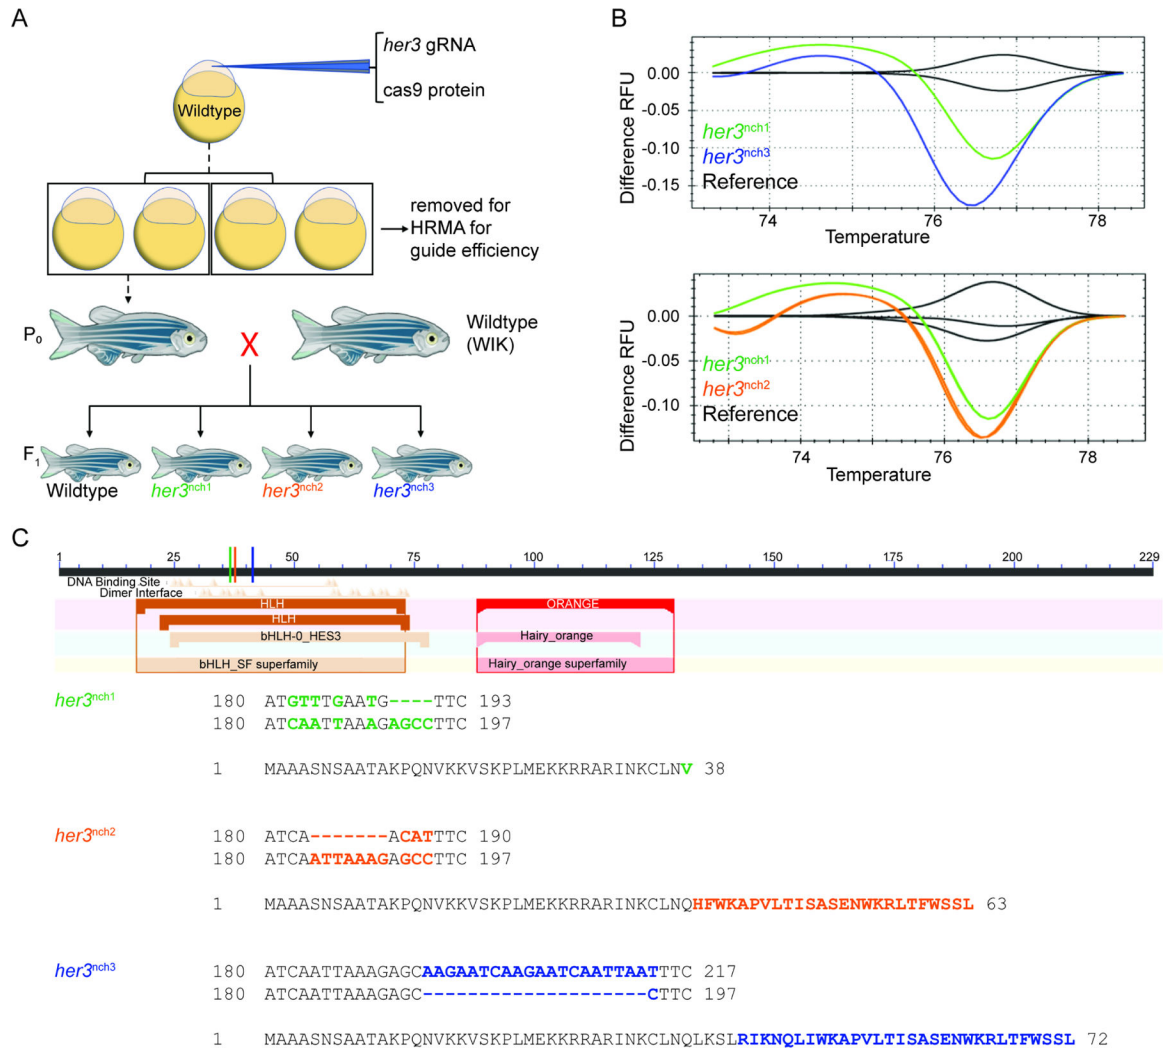 A
her3 gRNA
cas9 protein
Wildtype
removed for
HRMA for
guide efficiency
P0
X
Wildtype
(WIK)
F1
Wildtype
her3nch1
her3nch2
her3nch3
B
Difference RFU
0.00
-0.05
-0.10
-0.15
her3nch1
her3nch3
Reference
74 75 76 77 78
Temperature
Difference RFU
0.00
-0.05
-0.10
her3nch1
her3nch2
Reference
74 75 76 77 78
Temperature
C
1 25 50 75 100 125 150 175 200 229
DNA Binding Site
Dimer Interface
HLH
ORANGE
HLH
bHLH-0_HES3
Hairy_orange
bHLH_SF superfamily
Hairy_orange superfamily
her3nch1
180 ATGTTTGAATG----TTC 193
180 ATCAATTAAAGAGCCTTC 197
1 MAAASNSAATAKPQNVKKVSKPLMEKKRRARINKCLNV 38
her3nch2
180 ATCA-------ACATTTC 190
180 ATCAATTAAAGAGCCTTC 197
1 MAAASNSAATAKPQNVKKVSKPLMEKKRRARINKCLNQHFWKAPVLTISASENWKRLTFWSSL 63
her3nch3
180 ATCAATTAAAGAGCAAGAATCAAGAATCAATTAATTTC 217
180 ATCAATTAAAGAGC--------------------CTTC 197
1 MAAASNSAATAKPQNVKKVSKPLMEKKRRARINKCLNQLKSLRIKNQLIWKAPVLTISASENWKRLTFWSSL 72